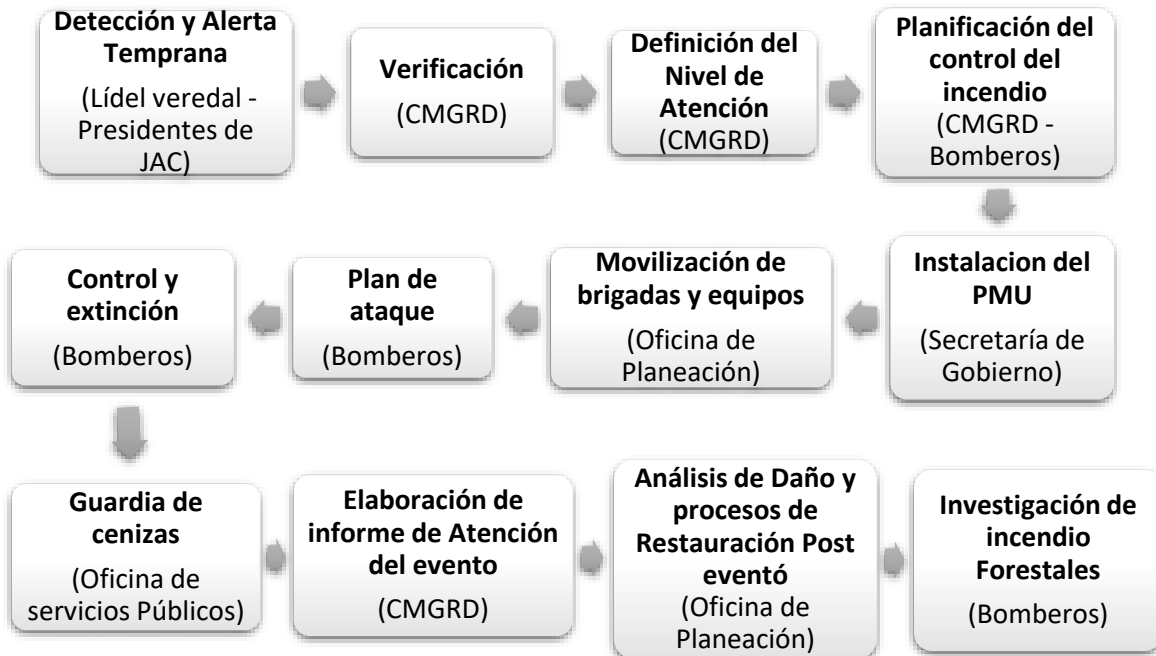 Detección y Alerta
Temprana
(Lídel veredal -
Presidentes de
JAC)
Verificación
(CMGRD)
Definición del
Nivel de
Atención
(CMGRD)
Planificación del
control del
incendio
(CMGRD -
Bomberos)
Instalacion del
PMU
(Secretaría de
Gobierno)
Movilización de
brigadas y equipos
(Oficina de
Planeación)
Plan de
ataque
(Bomberos)
Control y
extinción
(Bomberos)
Guardia de
cenizas
(Oficina de
servicios Públicos)
Elaboración de
informe de Atención
del evento
(CMGRD)
Análisis de Daño y
procesos de
Restauración Post
eventó
(Oficina de
Planeación)
Investigación de
incendio
Forestales
(Bomberos)